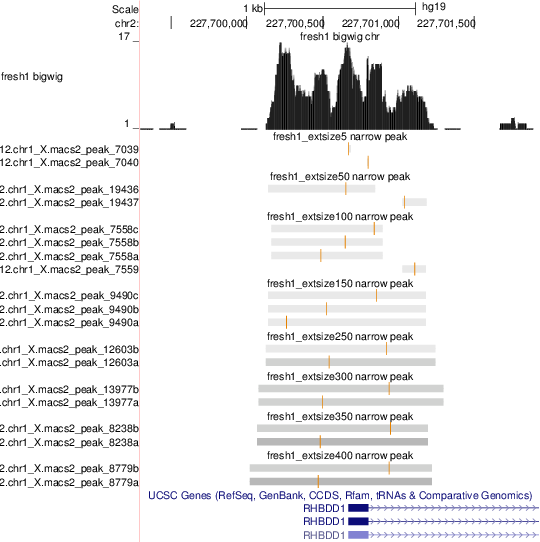 Scale 1 kb hg19
chr2: 227,700,000 227,700,500 227,701,000 227,701,500
fresh1 bigwig chr
17
fresh1 bigwig
1
fresh1_extsize5 narrow peak
12.chr1_X.macs2_peak_7039
12.chr1_X.macs2_peak_7040
fresh1_extsize50 narrow peak
2.chr1_X.macs2_peak_19436
2.chr1_X.macs2_peak_19437
fresh1_extsize100 narrow peak
2.chr1_X.macs2_peak_7558c
2.chr1_X.macs2_peak_7558b
2.chr1_X.macs2_peak_7558a
12.chr1_X.macs2_peak_7559
fresh1_extsize150 narrow peak
2.chr1_X.macs2_peak_9490c
2.chr1_X.macs2_peak_9490b
2.chr1_X.macs2_peak_9490a
fresh1_extsize250 narrow peak
.chr1_X.macs2_peak_12603b
.chr1_X.macs2_peak_12603a
fresh1_extsize300 narrow peak
.chr1_X.macs2_peak_13977b
.chr1_X.macs2_peak_13977a
fresh1_extsize350 narrow peak
2.chr1_X.macs2_peak_8238b
2.chr1_X.macs2_peak_8238a
fresh1_extsize400 narrow peak
2.chr1_X.macs2_peak_8779b
2.chr1_X.macs2_peak_8779a
UCSC Genes (RefSeq, GenBank, CCDS, Rfam, tRNAs & Comparative Genomics)
RHBDD1
RHBDD1
RHBDD1